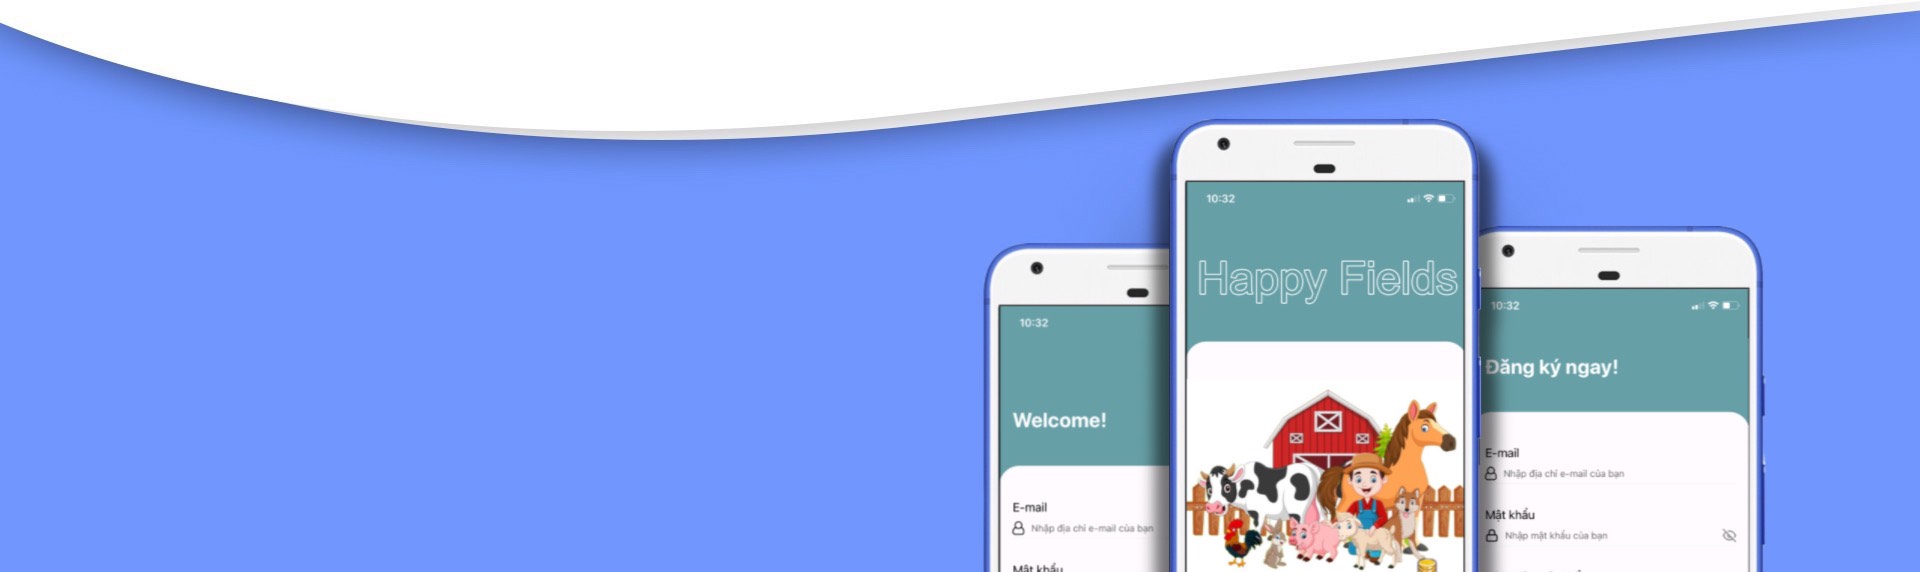 10:32
Welcome!
E-mail
Nhập địa chỉ e-mail của bạn
Mật khẩu
10:32
Happy Fields
10:32
Đăng ký ngay!
E-mail
Nhập địa chỉ e-mail của bạn
Mật khẩu
Nhập mật khẩu của bạn